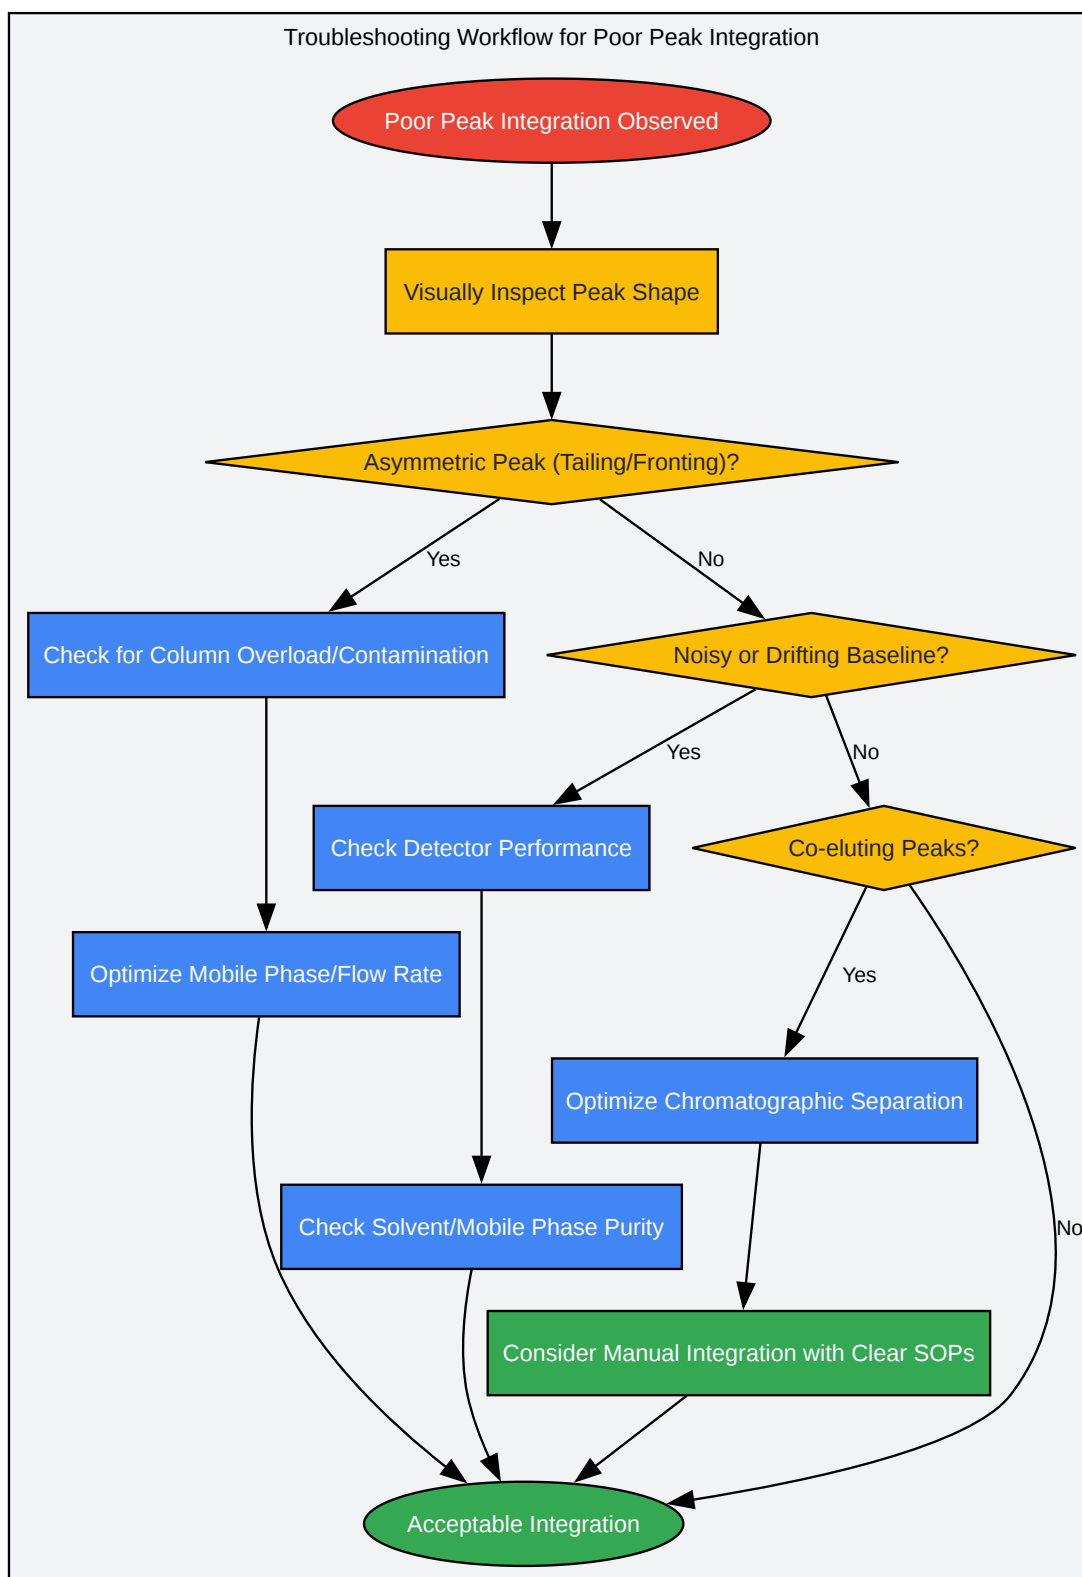 Troubleshooting Workflow for Poor Peak Integration
Poor Peak Integration Observed
Visually Inspect Peak Shape
Asymmetric Peak (Tailing/Fronting)?
Yes
No
Check for Column Overload/Contamination
Noisy or Drifting Baseline?
Yes
No
Check Detector Performance
Co-eluting Peaks?
Optimize Mobile Phase/Flow Rate
Yes
Optimize Chromatographic Separation
Check Solvent/Mobile Phase Purity
No
Consider Manual Integration with Clear SOPs
Acceptable Integration